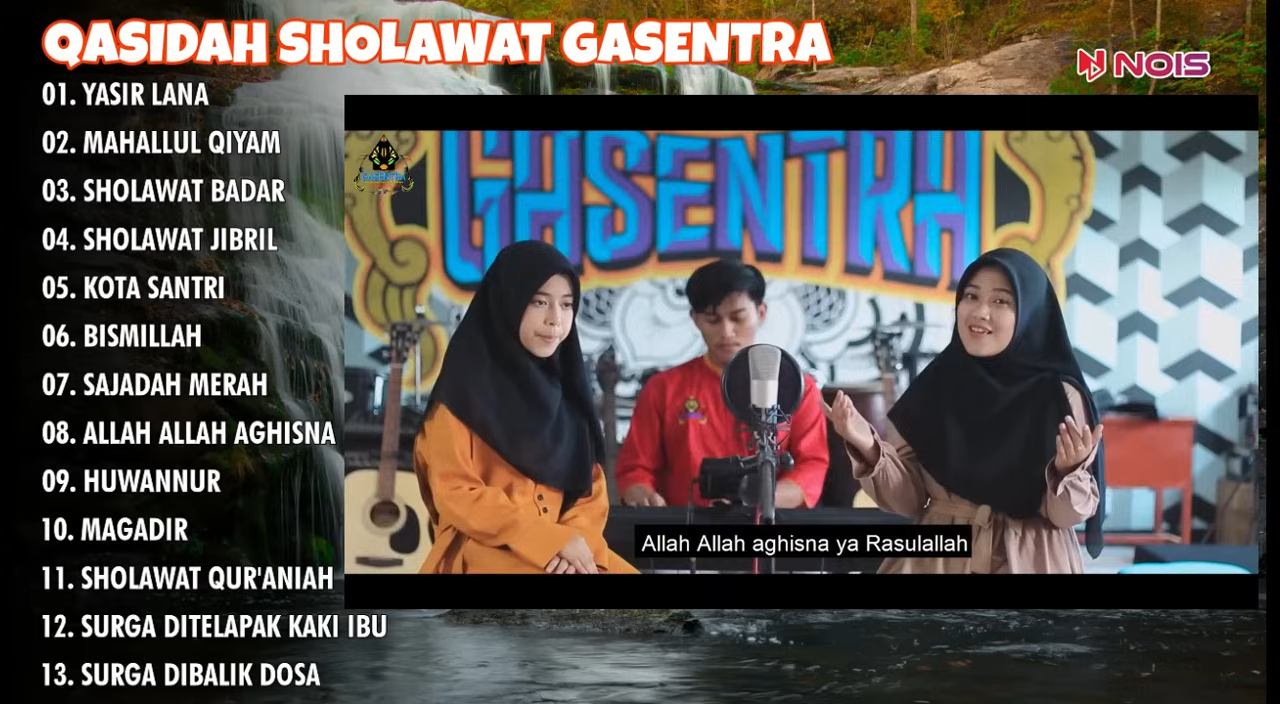 QASIDAH SHOLAWAT GASENTRA
NOIS
01. YASIR LANA
02. MAHALLUL QIYAM
03. SHOLAWAT BADAR
04. SHOLAWAT JIBRIL
05. KOTA SANTRI
06. BISMILLAH
07. SAJADAH MERAH
08. ALLAH ALLAH AGHISNA
09. HUWANNUR
10. MAGADIR
11. SHOLAWAT QUR'ANIAH
12. SURGA DITELAPAK KAKI IBU
13. SURGA DIBALIK DOSA
GASENTRA
GASENTRA
Allah Allah aghisna ya Rasulallah